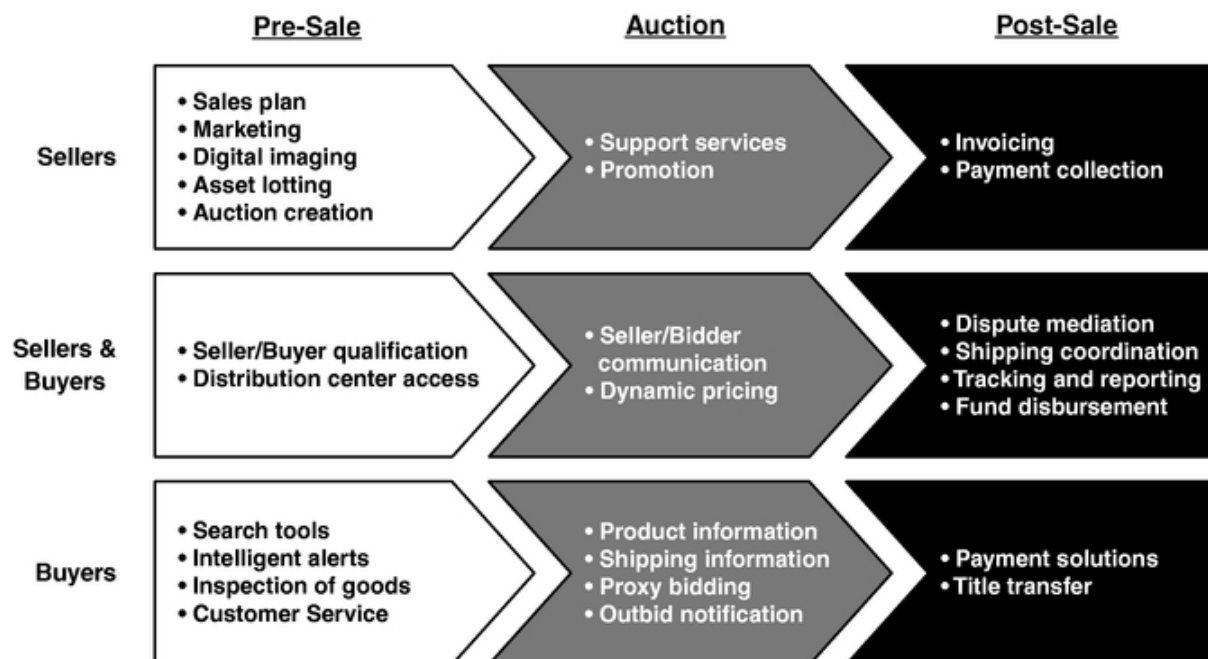 Pre-Sale
Auction
Post-Sale
Sellers
• Sales plan
• Marketing
• Digital imaging
• Asset lotting
• Auction creation
• Support services
• Promotion
• Invoicing
• Payment collection
Sellers &
Buyers
• Seller/Buyer qualification
• Distribution center access
• Seller/Bidder
communication
• Dynamic pricing
• Dispute mediation
• Shipping coordination
• Tracking and reporting
• Fund disbursement
Buyers
• Search tools
• Intelligent alerts
• Inspection of goods
• Customer Service
• Product information
• Shipping information
• Proxy bidding
• Outbid notification
• Payment solutions
• Title transfer